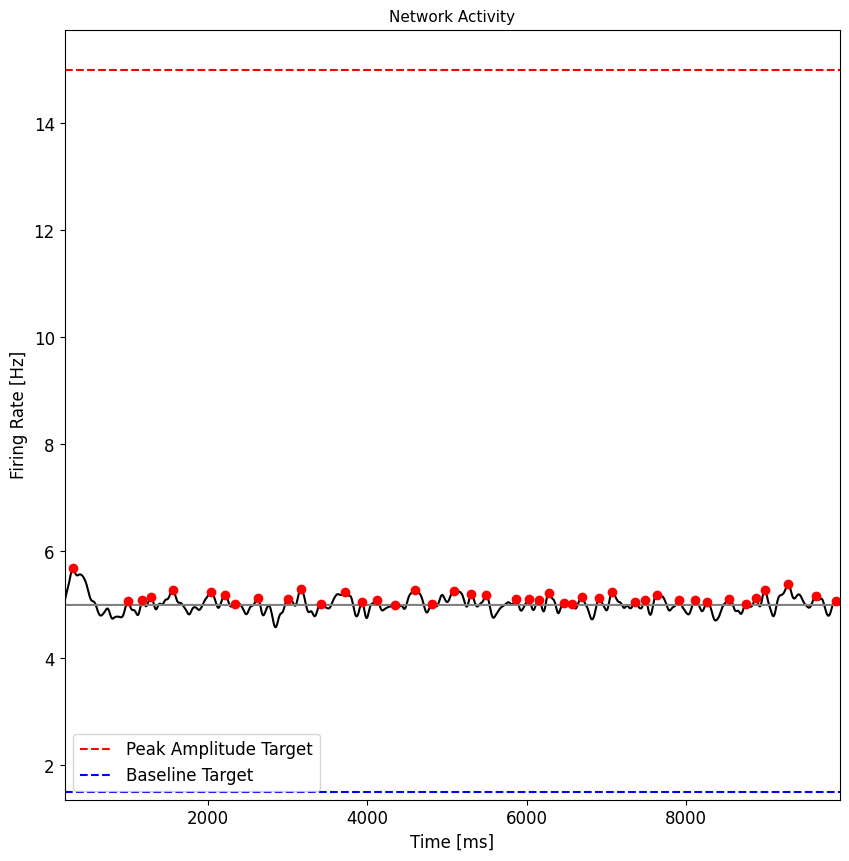 Network Activity
14
12
10
8
6
4
2
Firing Rate [Hz]
Peak Amplitude Target
Baseline Target
2000 4000 6000 8000
Time [ms]